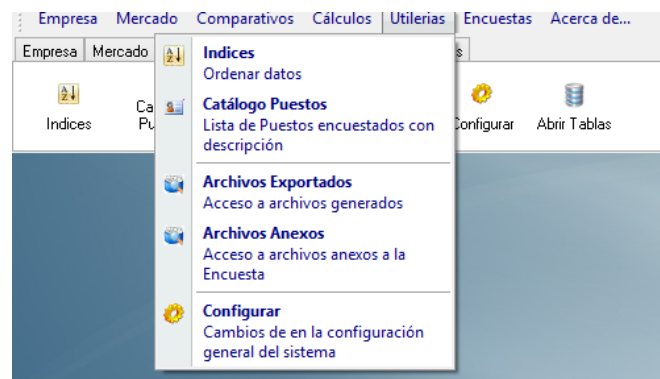 Empresa Mercado Comparativos Cálculos Utilerias Encuestas Acerca de...
Empresa Mercado s
Indices
Ordenar datos
Catálogo Puestos
Lista de Puestos encuestados con
descripción
Archivos Exportados
Acceso a archivos generados
Archivos Anexos
Acceso a archivos anexos a la
Encuesta
Configurar
Cambios de en la configuración
general del sistema
Indices
Ca
Pu
Configurar
Abrir Tablas